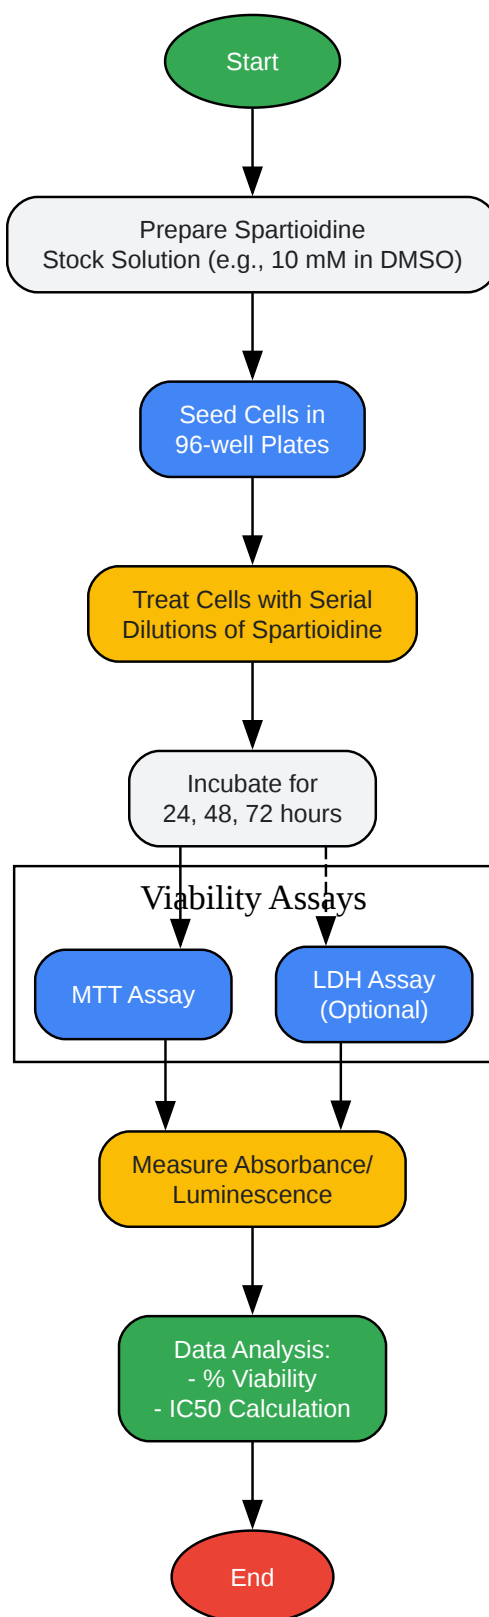 Start
Prepare Spartioidine
Stock Solution (e.g., 10 mM in DMSO)
Seed Cells in
96-well Plates
Treat Cells with Serial
Dilutions of Spartioidine
Incubate for
24, 48, 72 hours
Viability Assays
MTT Assay
LDH Assay
(Optional)
Measure Absorbance/
Luminescence
Data Analysis:
- % Viability
- IC50 Calculation
End